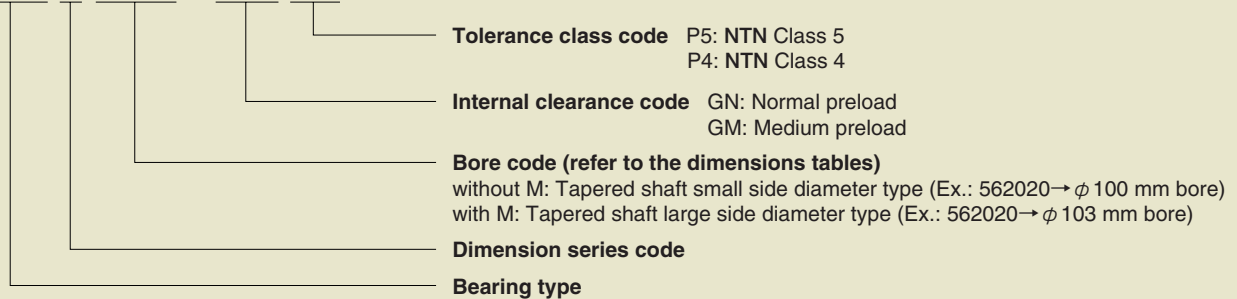 Tolerance class code P5: NTN Class 5
P4: NTN Class 4
Internal clearance code GN: Normal preload
GM: Medium preload
Bore code (refer to the dimensions tables)
without M: Tapered shaft small side diameter type (Ex.: 562020→φ100 mm bore)
with M: Tapered shaft large side diameter type (Ex.: 562020→φ103 mm bore)
Dimension series code
Bearing type